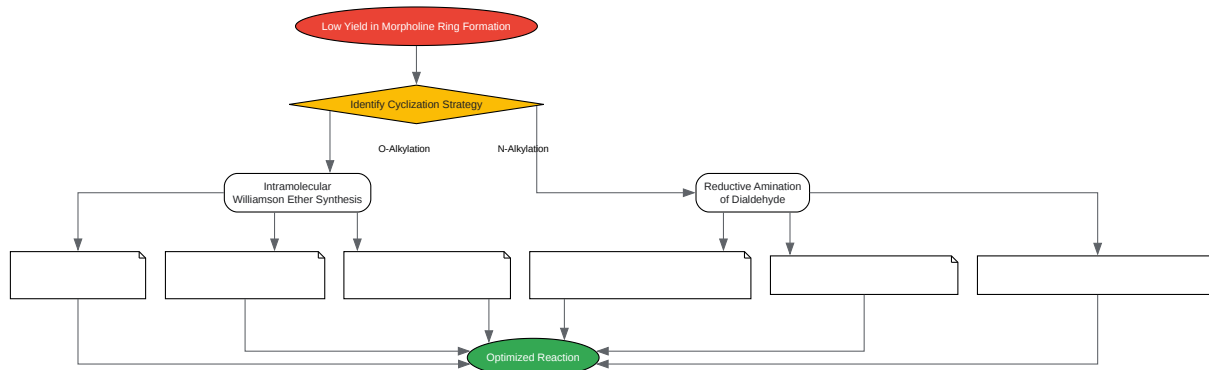 Low Yield in Morpholine Ring Formation
Identify Cyclization Strategy
O-Alkylation
N-Alkylation
Intramolecular
Williamson Ether Synthesis
Reductive Amination
of Dialdehyde
Optimized Reaction